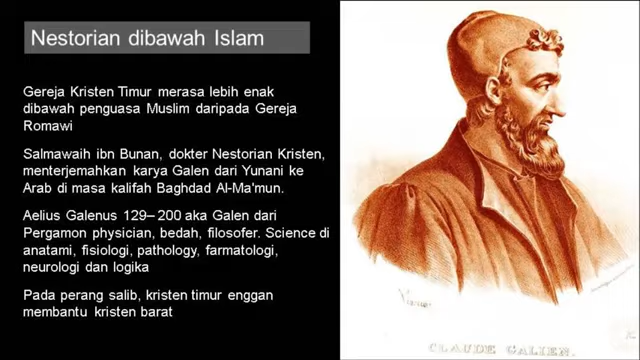 Nestorian dibawah Islam
Gereja Kristen Timur merasa lebih enak
dibawah penguasa Muslim daripada Gereja
Romawi
Salmawaih ibn Bunan, dokter Nestorian Kristen,
menterjemahkan karya Galen dari Yunani ke
Arab di masa kalifah Baghdad Al-Ma'mun.
Aelius Galenus 129– 200 aka Galen dari
Pergamon physician, bedah, filosofer. Science di
anatami, fisiologi, pathology, farmatologi,
neurologi dan logika
Pada perang salib, kristen timur enggan
membantu kristen barat
CLAUDE GALIEN.